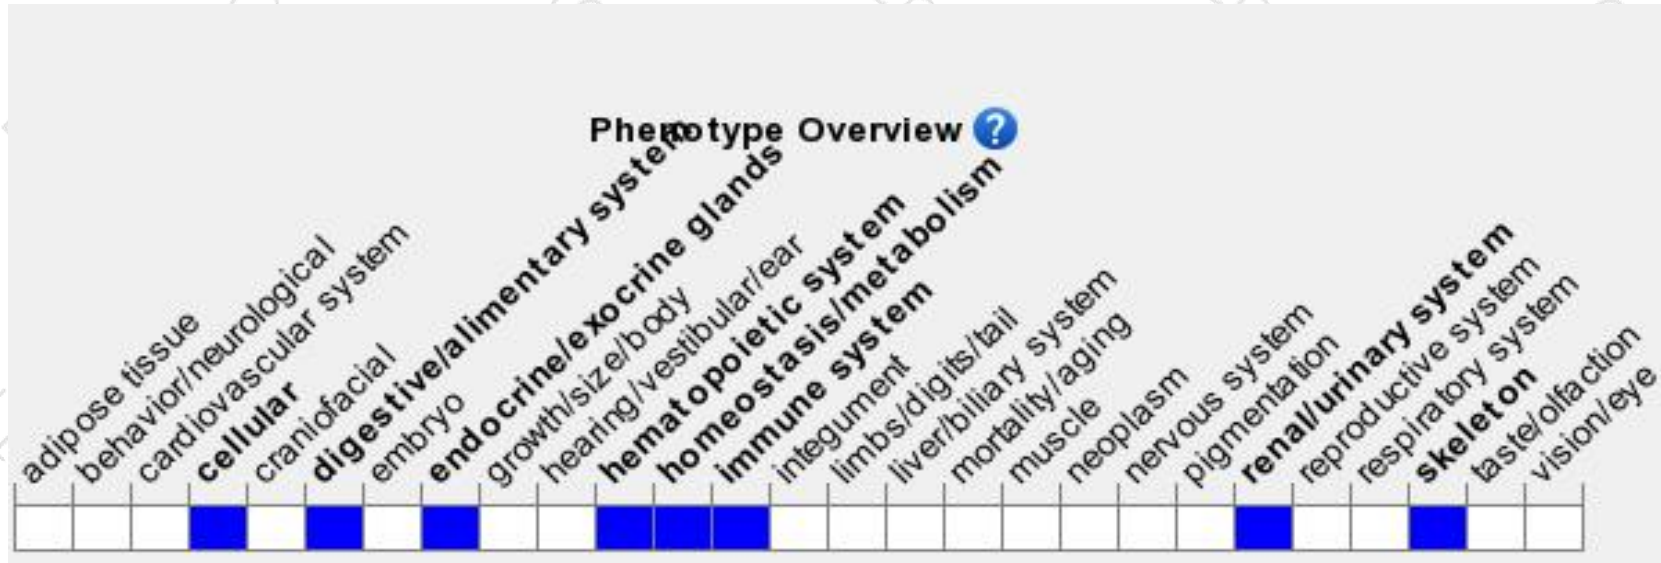 Phenotype Overview ?
adipose tissue
behavior/neurological
cardiovascular system
cellular
craniofacial
digestive/alimentary system
embryo
endocrine/exocrine glands
growth/size/body
hearing/vestibular/ear
hematopoietic system
homeostasis/metabolism
immune system
integument
limbs/digits/tail
liver/biliary system
mortality/aging
muscle
neoplasm
nervous system
pigmentation
renal/urinary system
reproductive system
respiratory system
skeleton
taste/olfaction
vision/eye